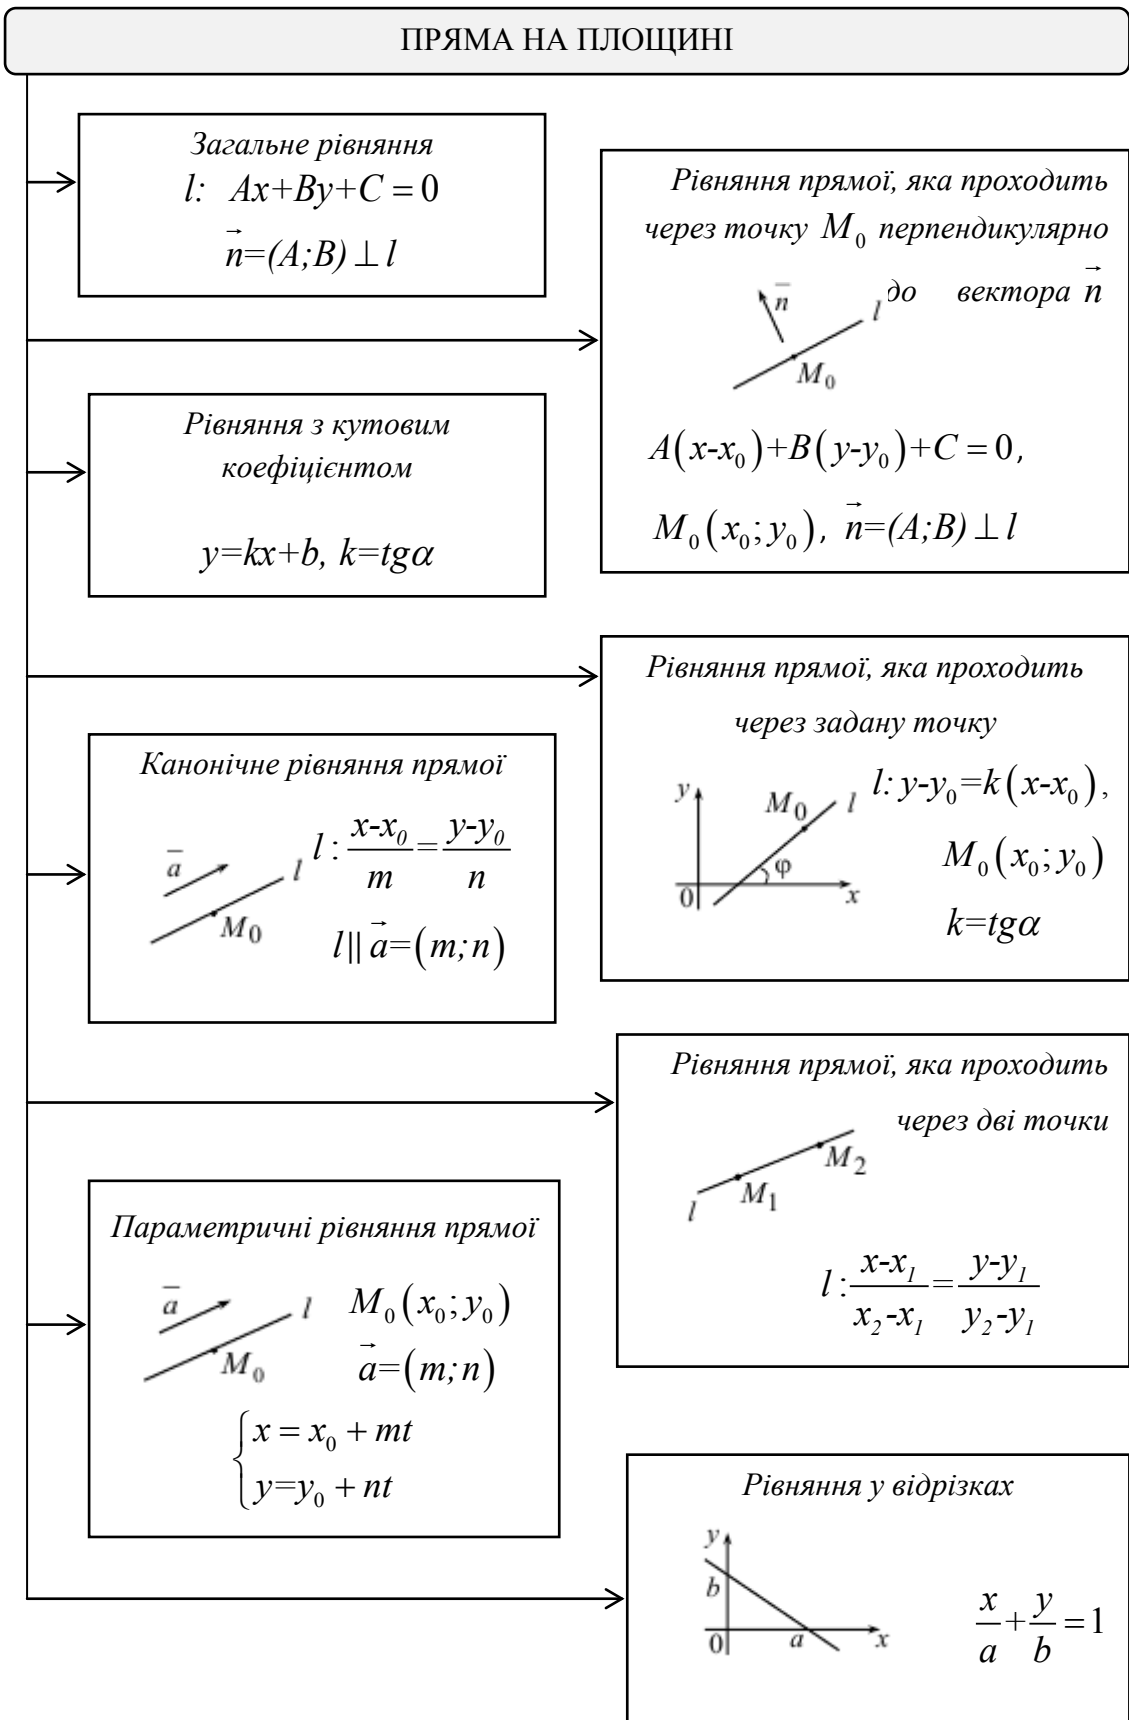 ПРЯМА НА ПЛОЩИНІ
Загальне рівняння
l: Ax+By+C = 0
n⃗=(A;B) ⊥ l
Рівняння прямої, яка проходить
через точку M₀ перпендикулярно
до вектора n⃗
n̅
l
M₀
A(x-x₀)+B(y-y₀)+C = 0,
M₀(x₀; y₀), n⃗=(A;B) ⊥ l
Рівняння з кутовим
коефіцієнтом
y=kx+b, k=tgα
Рівняння прямої, яка проходить
через задану точку
y
M₀
l
φ
0
x
l: y-y₀=k(x-x₀),
M₀(x₀; y₀)
k=tgα
Канонічне рівняння прямої
a̅
l
M₀
l : (x-x₀)/m = (y-y₀)/n
l|| a⃗=(m;n)
Рівняння прямої, яка проходить
через дві точки
M₂
M₁
l
l : (x-x₁)/(x₂-x₁) = (y-y₁)/(y₂-y₁)
Параметричні рівняння прямої
a̅
l
M₀
M₀(x₀; y₀)
a⃗=(m;n)
{x = x₀ + mt
y=y₀ + nt
Рівняння у відрізках
y
b
0
a
x
x/a + y/b = 1